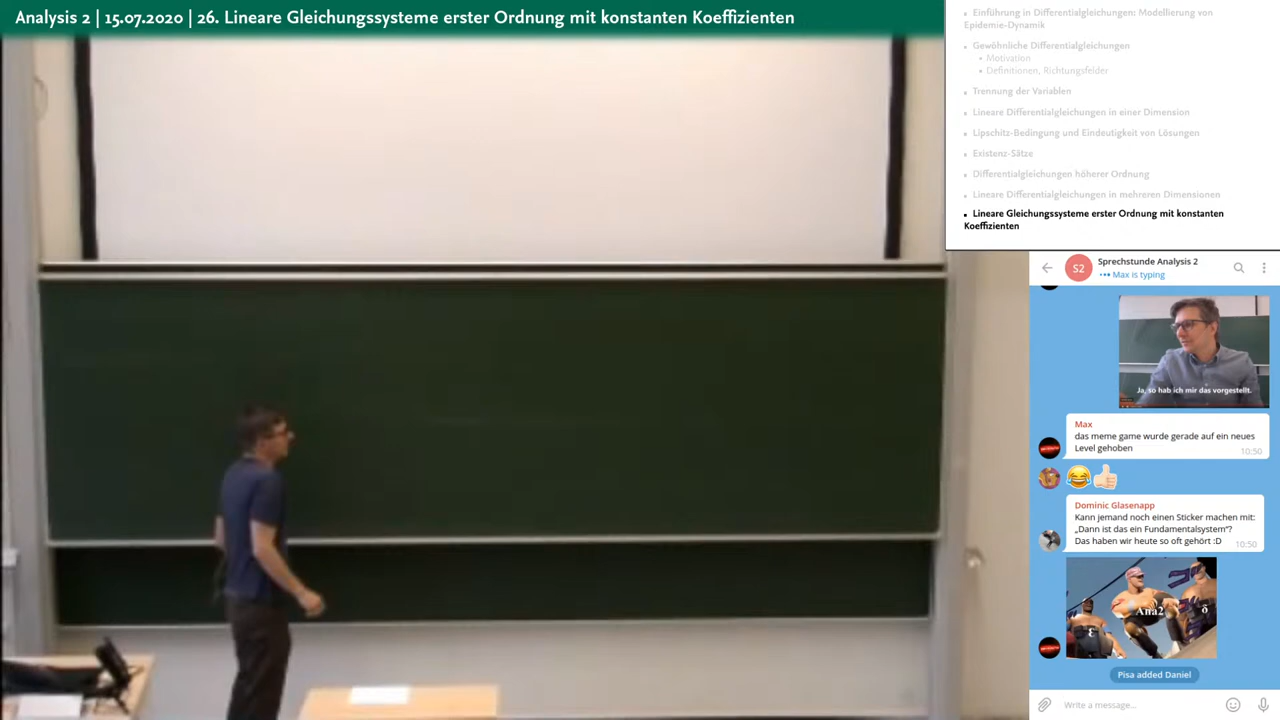 Analysis 2 | 15.07.2020 | 26. Lineare Gleichungssysteme erster Ordnung mit konstanten Koeffizienten
Einführung in Differentialgleichungen: Modellierung von
Epidemie-Dynamik
Gewöhnliche Differentialgleichungen
Motivation
Definitionen, Richtungsfelder
Trennung der Variablen
Lineare Differentialgleichungen in einer Dimension
Lipschitz-Bedingung und Eindeutigkeit von Lösungen
Existenz-Sätze
Differentialgleichungen höherer Ordnung
Lineare Differentialgleichungen in mehreren Dimensionen
Lineare Gleichungssysteme erster Ordnung mit konstanten
Koeffizienten
S2
Sprechstunde Analysis 2
Max is typing
Ja, so hab ich mir das vorgestellt.
Max
das meme game wurde gerade auf ein neues
Level gehoben
10:50
Dominic Glasenapp
Kann jemand noch einen Sticker machen mit:
„Dann ist das ein Fundamentalsystem“?
Das haben wir heute so oft gehört :D
10:50
Ana2
ε
δ
Pisa added Daniel
Write a message...